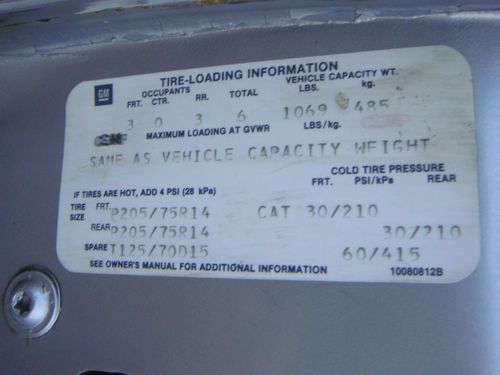 TIRE-LOADING INFORMATION
GM OCCUPANTS VEHICLE CAPACITY WT.
FRT. CTR. RR. TOTAL LBS. kg.
3 0 3 6 1069 485
MAXIMUM LOADING AT GVWR LBS/kg.
SAME AS VEHICLE CAPACITY WEIGHT
COLD TIRE PRESSURE
IF TIRES ARE HOT, ADD 4 PSI (28 kPa) FRT. PSI/kPa REAR
TIRE SIZE FRT. P205/75R14 CAT 30/210
REAR P205/75R14 30/210
SPARE T125/70D15 60/415
SEE OWNER'S MANUAL FOR ADDITIONAL INFORMATION 10080812B